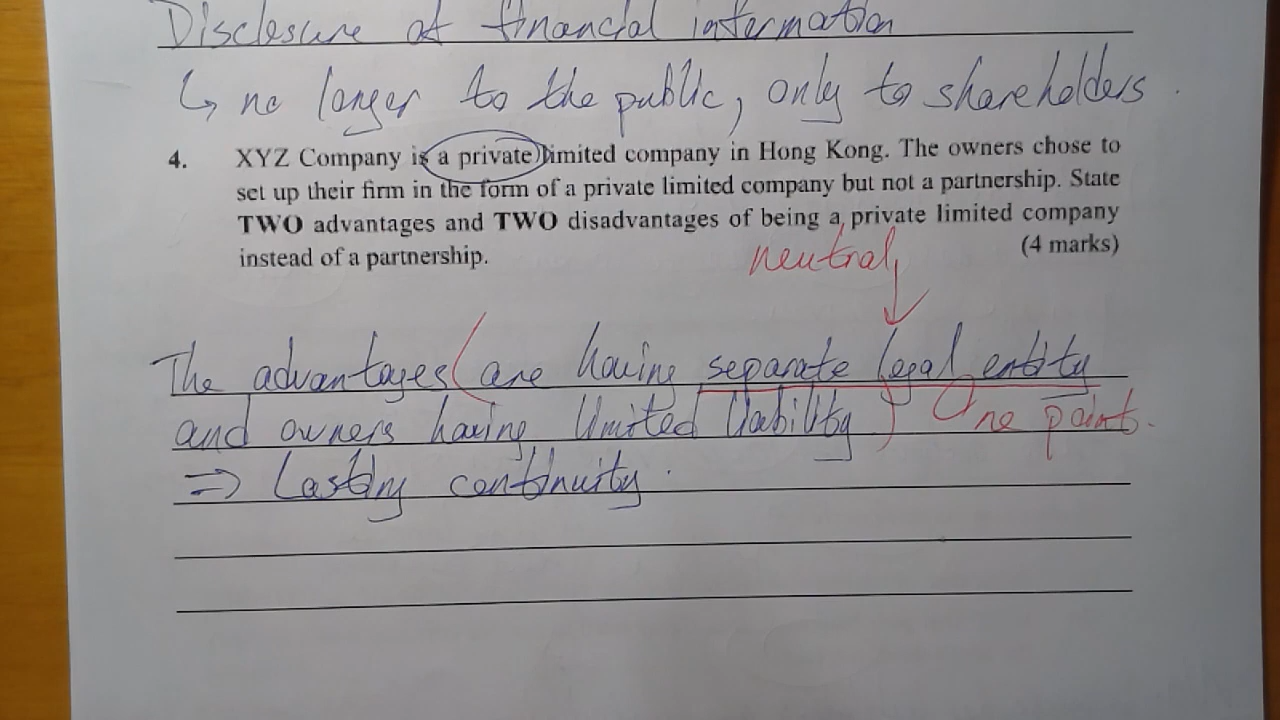 Disclosure of financial information
↳ no longer to the public, only to shareholders.
4. XYZ Company is a private limited company in Hong Kong. The owners chose to
set up their firm in the form of a private limited company but not a partnership. State
TWO advantages and TWO disadvantages of being a private limited company
instead of a partnership. (4 marks)
neutral
The advantages are having separate legal entity
and owners having limited liability One point.
⇒ Lasting continuity.